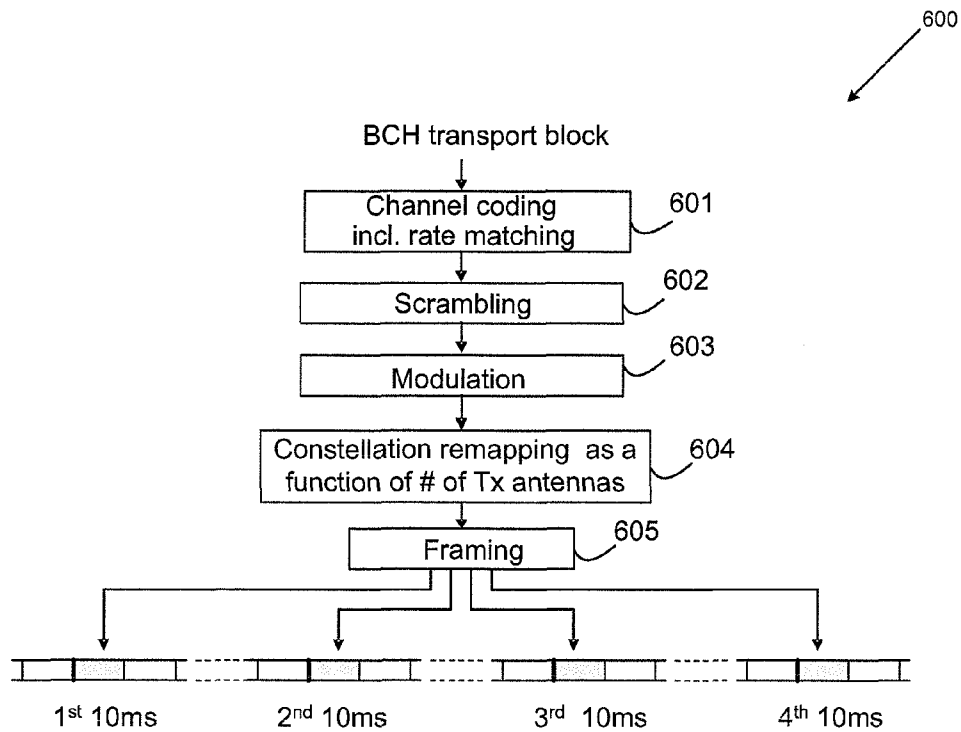 600
BCH transport block
Channel coding
incl. rate matching
601
Scrambling
602
Modulation
603
Constellation remapping as a
function of # of Tx antennas
604
Framing
605
1st 10ms
2nd 10ms
3rd 10ms
4th 10ms